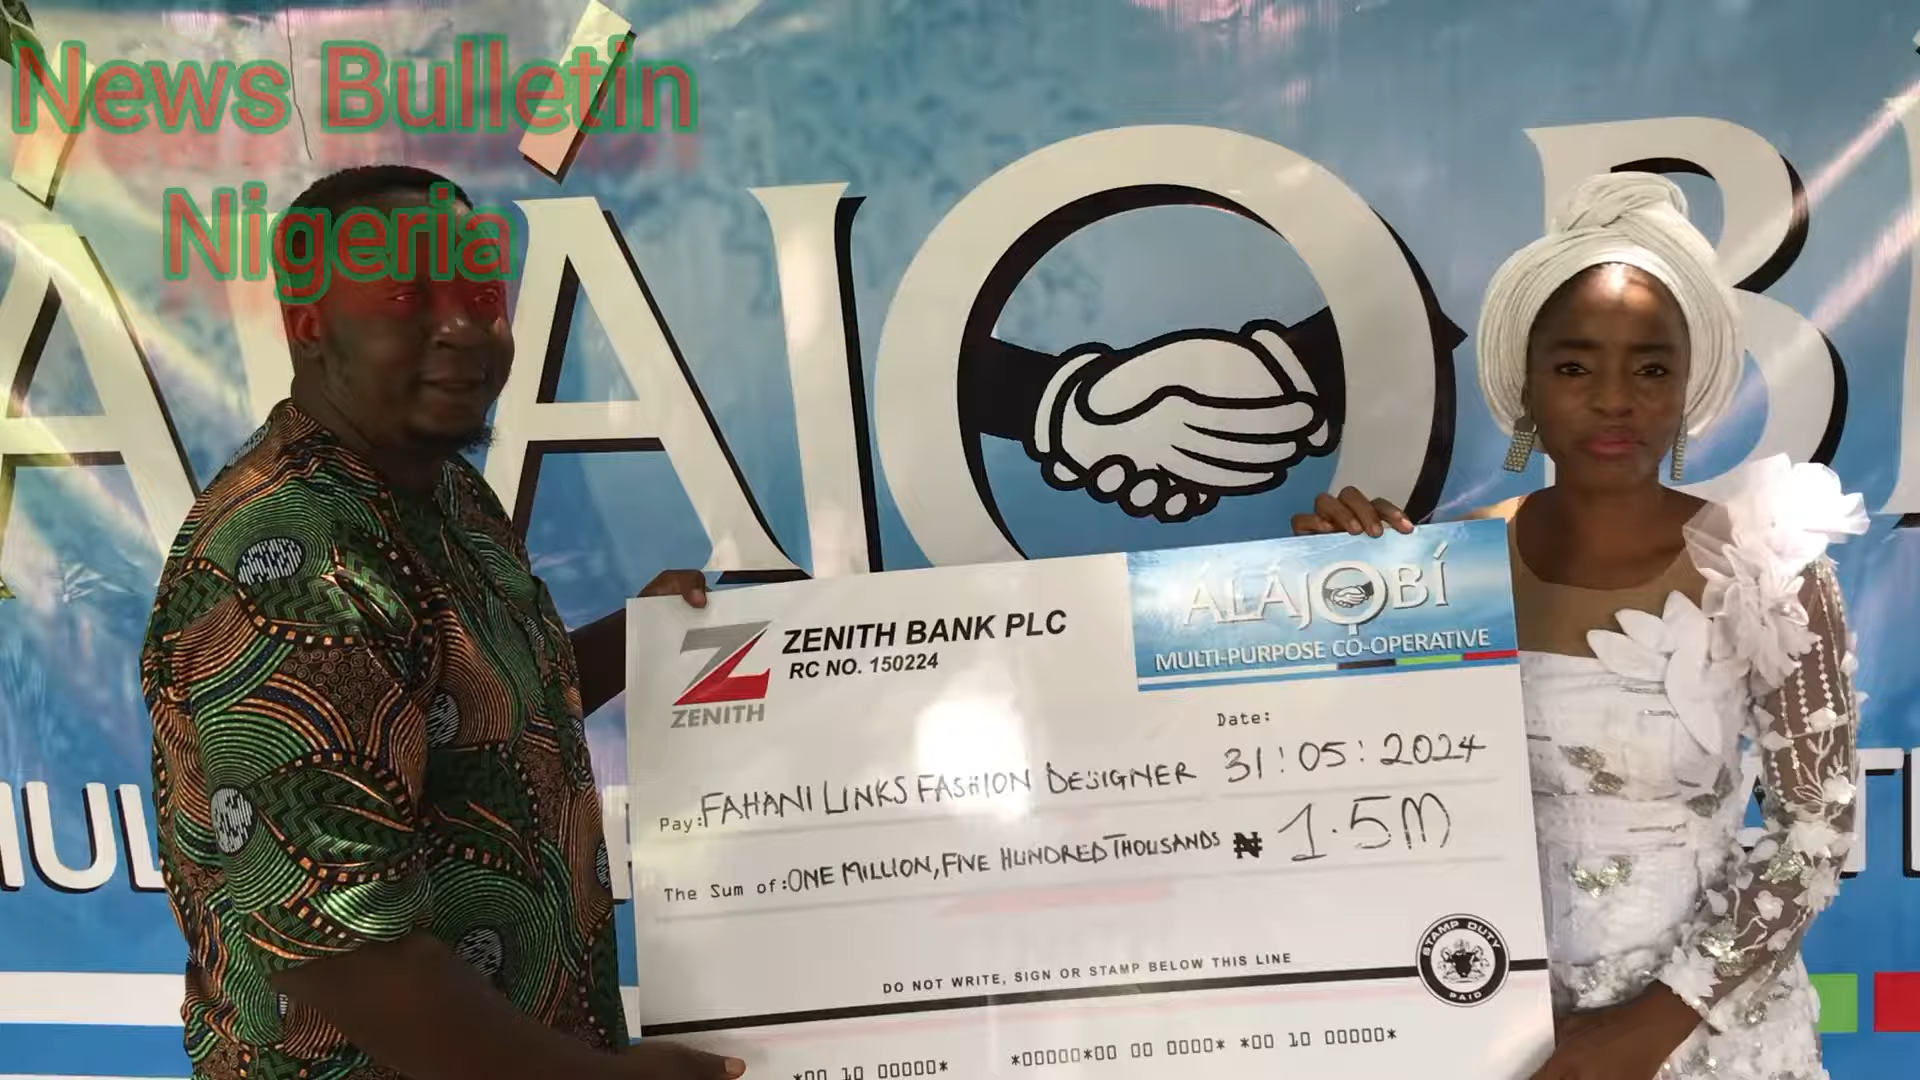 News Bulletin
Nigeria
ÀLÁJỌBÍ
ZENITH BANK PLC
RC NO. 150224
ZENITH
ÁLÁJỌBÍ
MULTI-PURPOSE CO-OPERATIVE
Date:
Pay: FAHANI LINKS FASHION DESIGNER 31:05:2024
The Sum of: ONE MILLION, FIVE HUNDRED THOUSANDS ₦ 1.5M
DO NOT WRITE, SIGN OR STAMP BELOW THIS LINE
STAMP DUTY
PAID